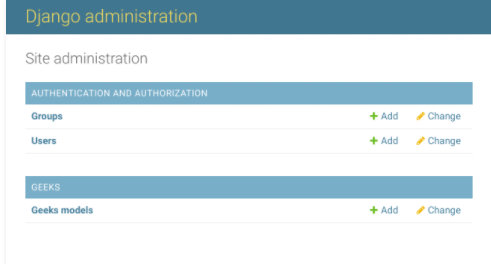 Django administration
Site administration
AUTHENTICATION AND AUTHORIZATION
Groups + Add Change
Users + Add Change
GEEKS
Geeks models + Add Change